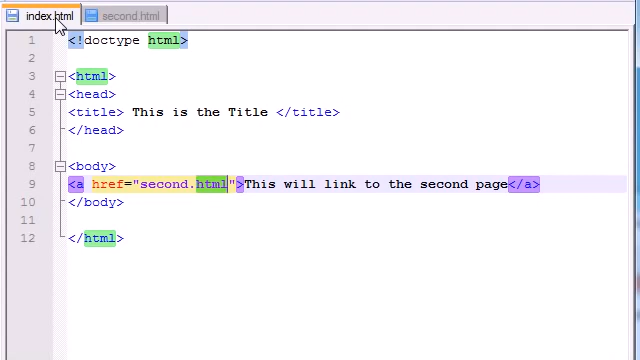 index.html second.html
1 <!doctype html>
2
3 <html>
4 <head>
5 <title> This is the Title </title>
6 </head>
7
8 <body>
9 <a href="second.html">This will link to the second page</a>
10 </body>
11
12 </html>